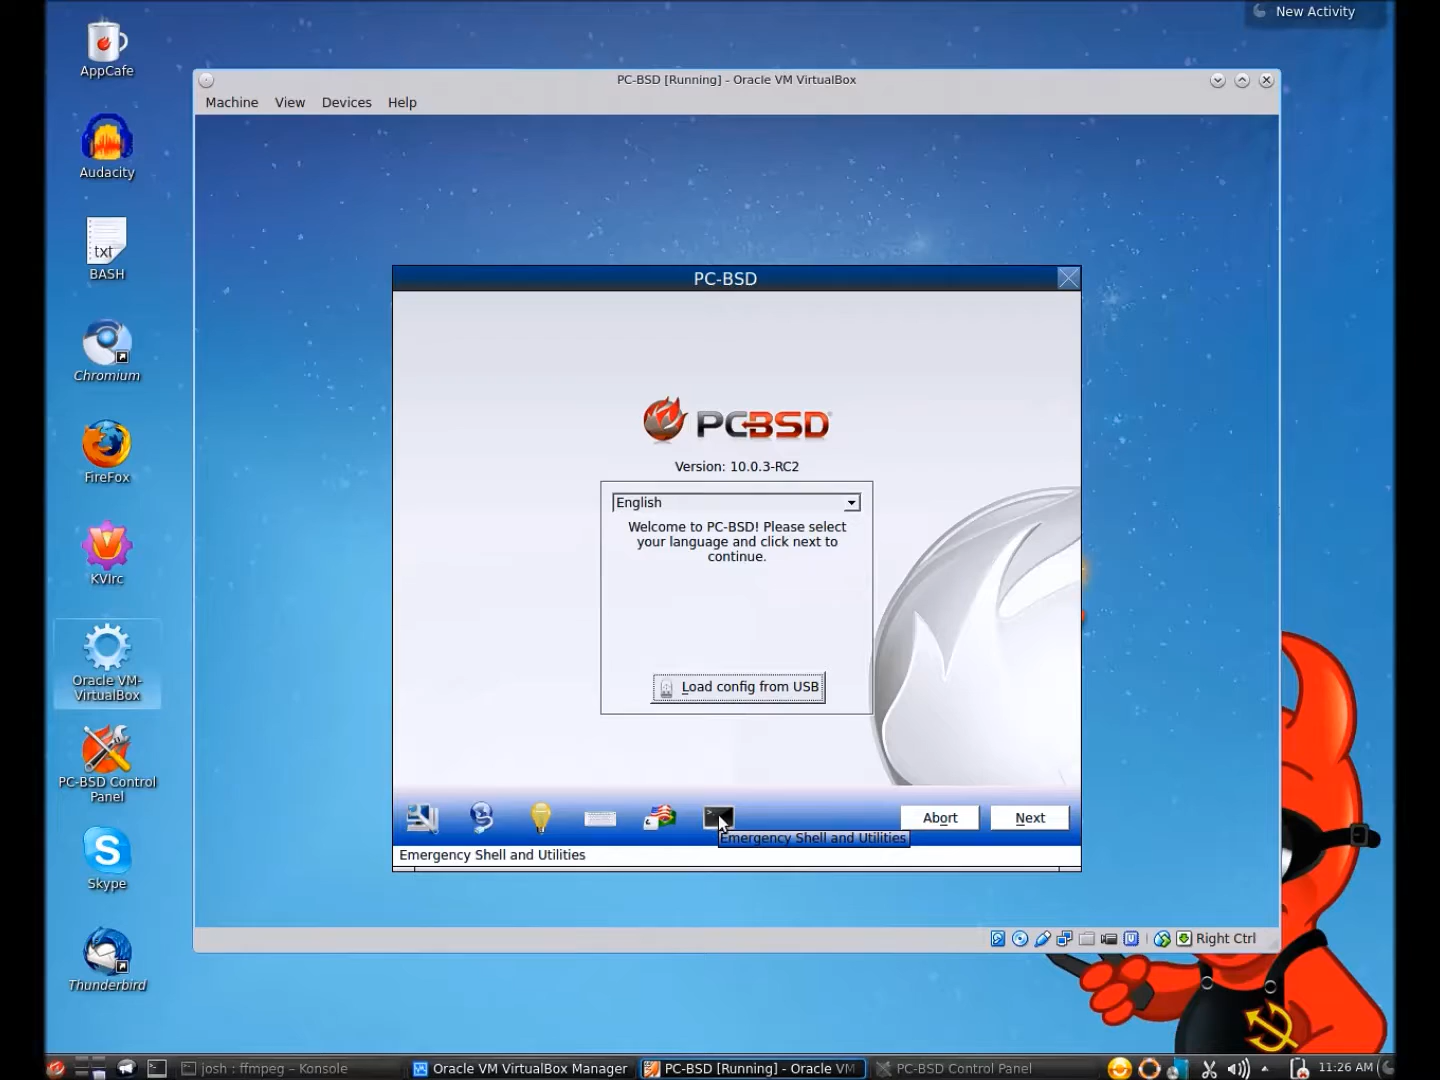 New Activity
AppCafe
Audacity
txt
BASH
Chromium
FireFox
KVIrc
Oracle VM-
VirtualBox
PC-BSD Control
Panel
Skype
Thunderbird
PC-BSD [Running] - Oracle VM VirtualBox
Machine View Devices Help
PC-BSD
PCBSD
Version: 10.0.3-RC2
English
Welcome to PC-BSD! Please select
your language and click next to
continue.
Load config from USB
Abort
Next
Emergency Shell and Utilities
Emergency Shell and Utilities
Right Ctrl
josh : ffmpeg – Konsole
Oracle VM VirtualBox Manager
PC-BSD [Running] - Oracle VM
PC-BSD Control Panel
11:26 AM